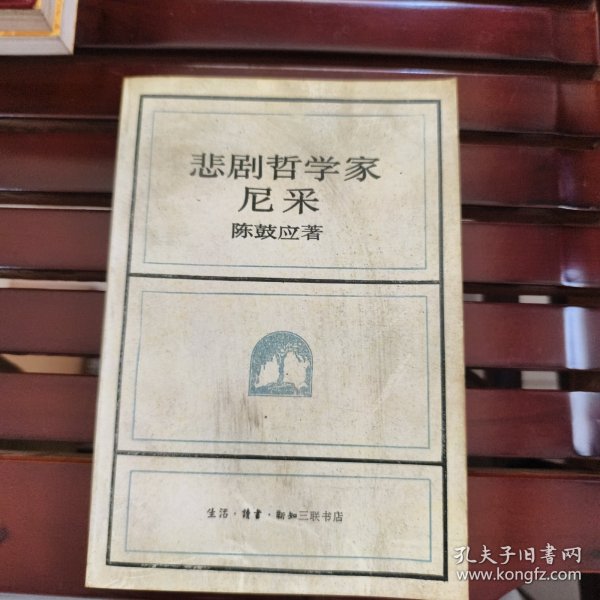 悲剧哲学家
尼采
陈鼓应著
生活·讀書·新知三联书店
孔夫子旧书网
www.kongfz.com